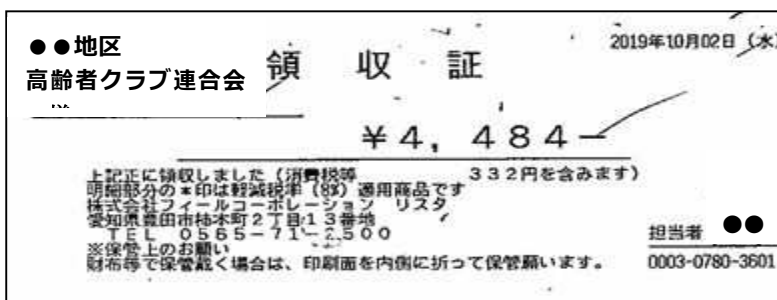 ●●地区
高齢者クラブ連合会
様
2019年10月02日（水）
領　収　証
¥４，４８４－
上記正に領収しました（消費税等　　　３３２円を含みます）
明細部分の＊印は軽減税率（8%）適用商品です
株式会社フィールコーポレーション　リスタ
愛知県豊田市柿本町２丁目１３番地
ＴＥＬ　０５６５－７１－２５００
※保管上のお願い
財布等で保管戴く場合は、印刷面を内側に折って保管願います。
担当者　●●
0003-0780-3601